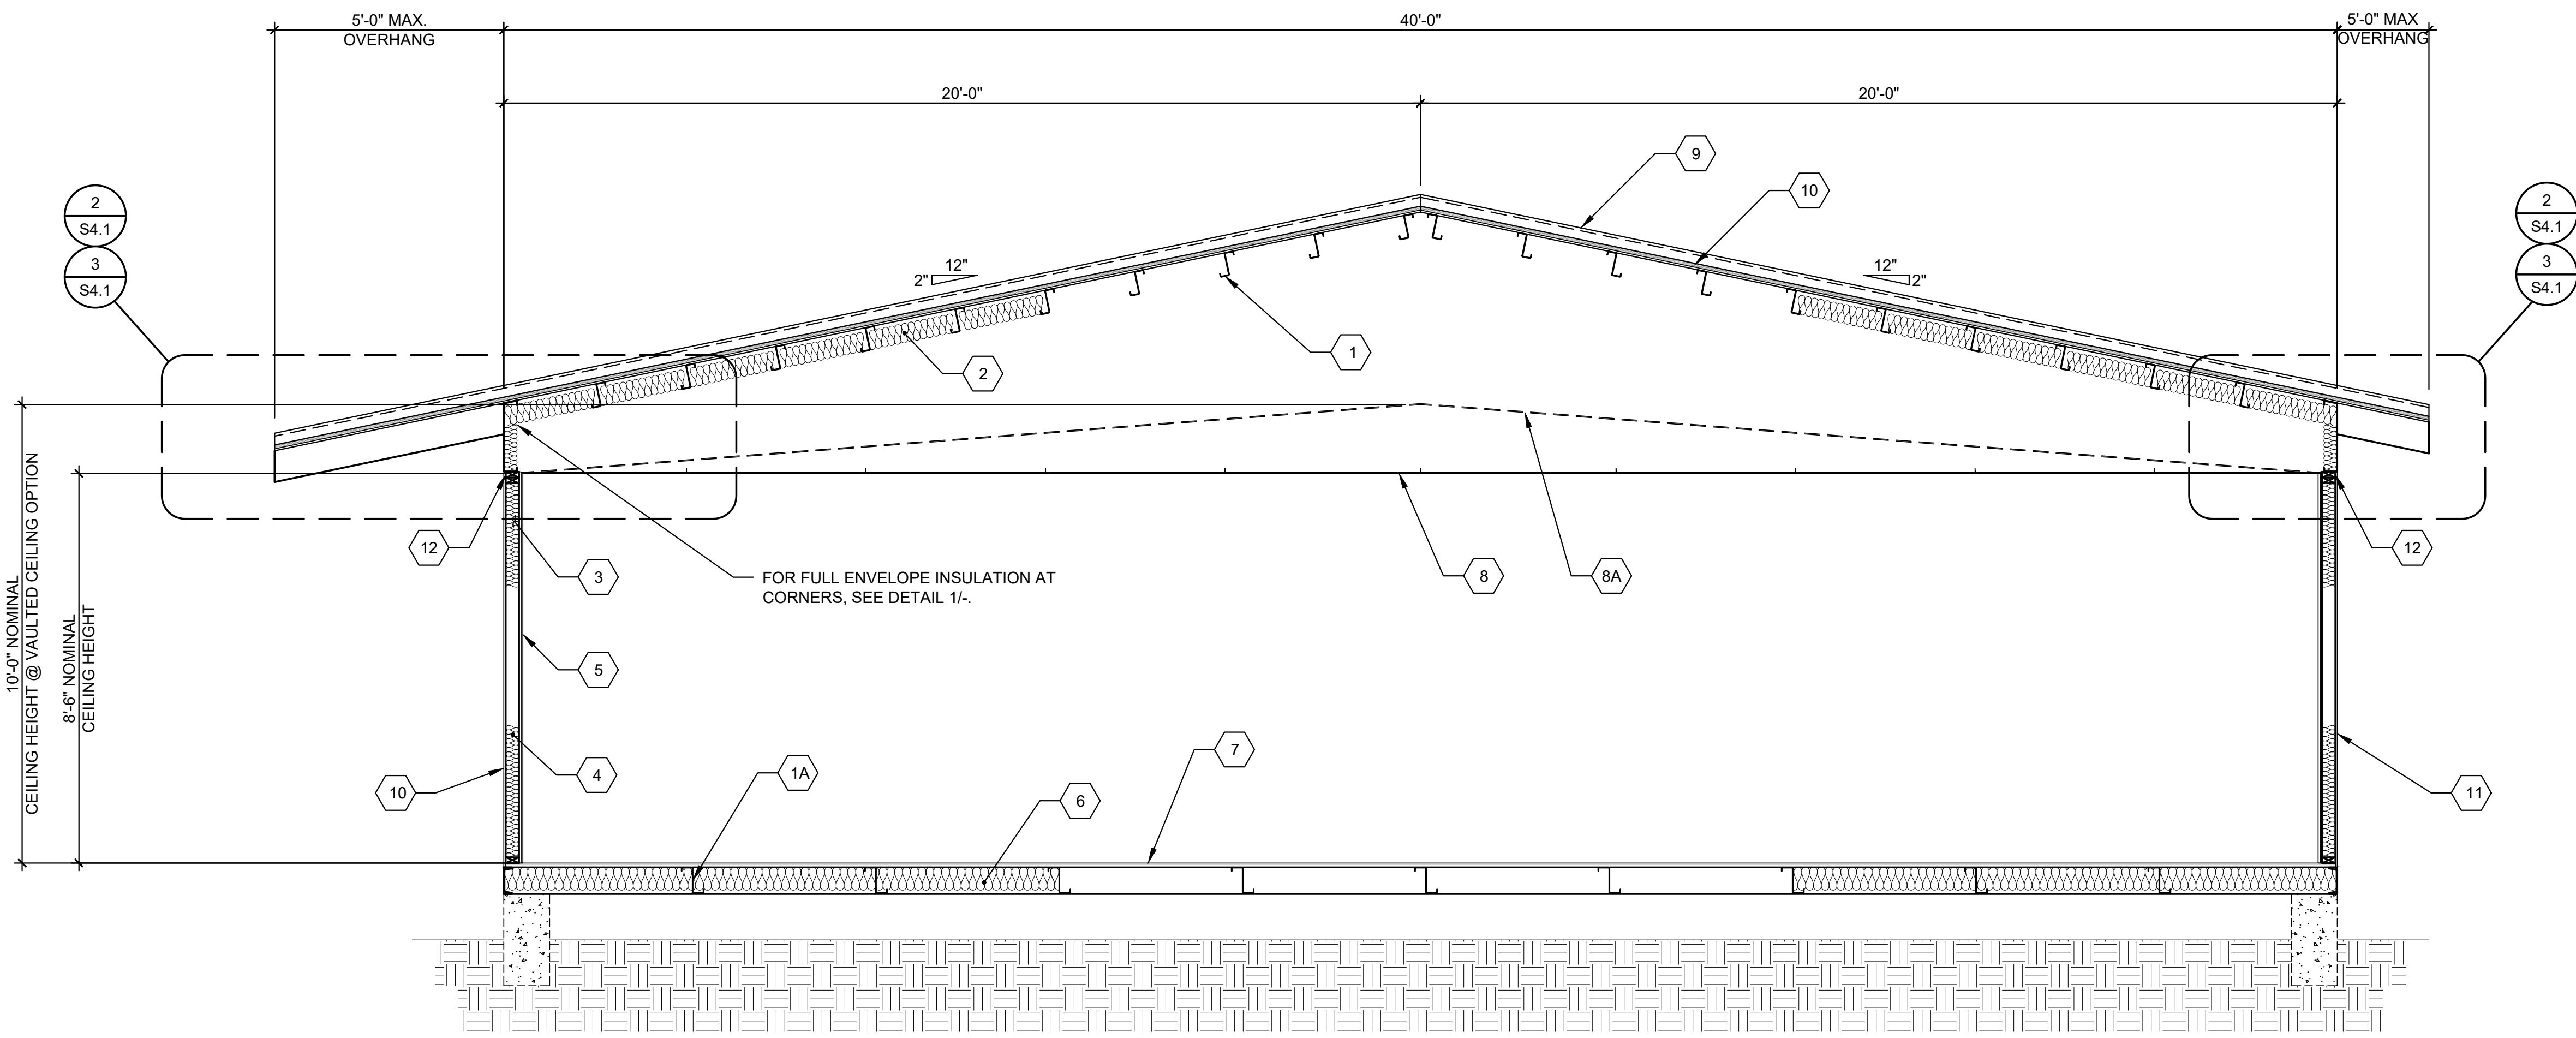 5'-0" MAX.
OVERHANG
40'-0"
5'-0" MAX
OVERHANG
20'-0"
20'-0"
9
10
2
S4.1
3
S4.1
2
S4.1
3
S4.1
12"
2"
12"
2"
1
2
12
3
FOR FULL ENVELOPE INSULATION AT
CORNERS, SEE DETAIL 1/-.
8
8A
12
10'-0" NOMINAL
CEILING HEIGHT @ VAULTED CEILING OPTION
8'-6" NOMINAL
CEILING HEIGHT
5
7
10
4
1A
6
11